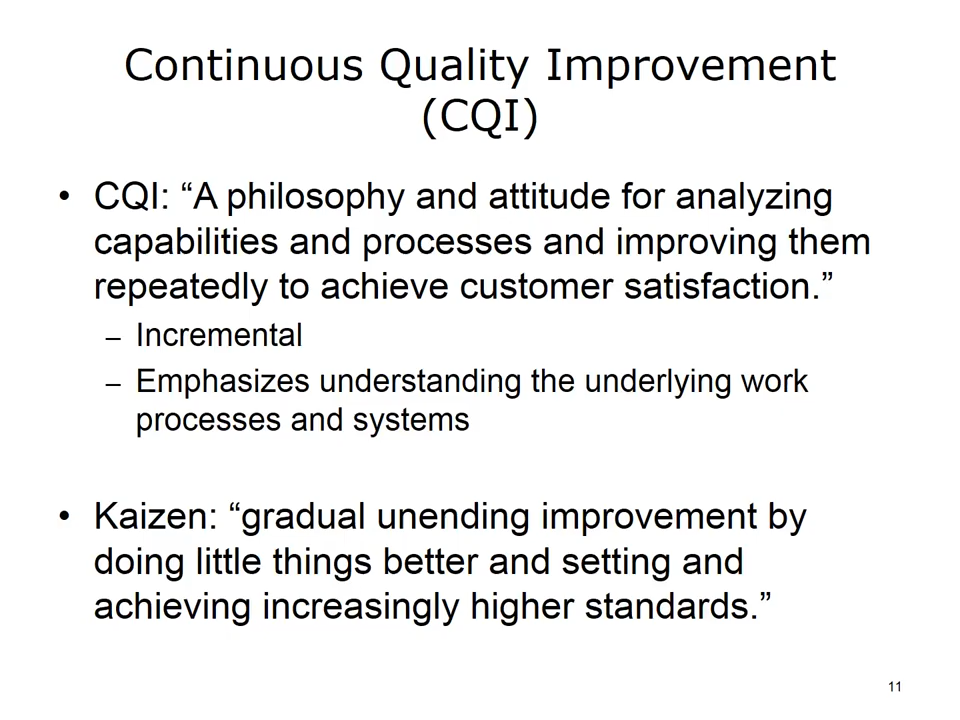 Continuous Quality Improvement
(CQI)
• CQI: “A philosophy and attitude for analyzing
capabilities and processes and improving them
repeatedly to achieve customer satisfaction.”
– Incremental
– Emphasizes understanding the underlying work
processes and systems
• Kaizen: “gradual unending improvement by
doing little things better and setting and
achieving increasingly higher standards.”
11